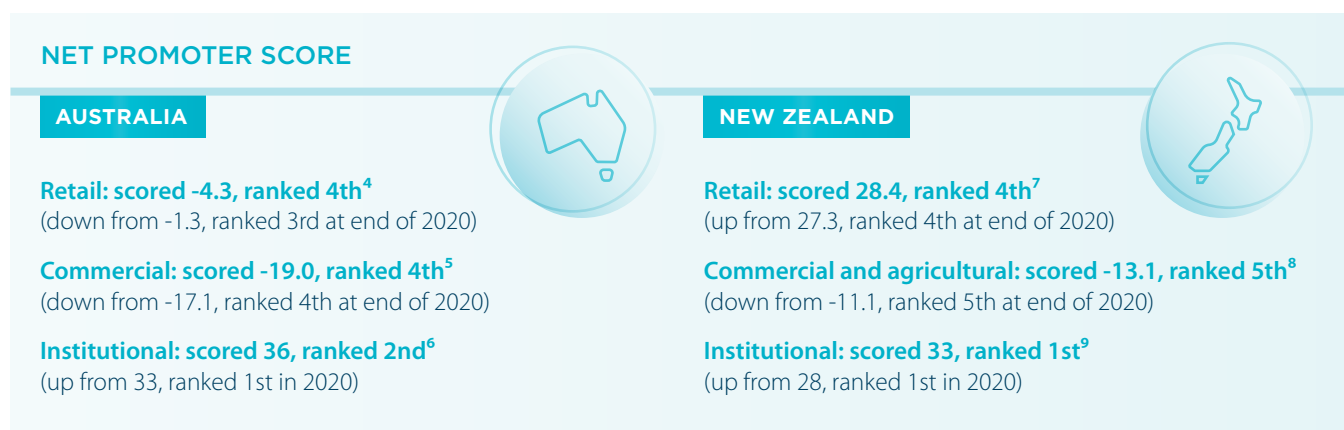 NET PROMOTER SCORE
AUSTRALIA
Retail: scored -4.3, ranked 4th⁴
(down from -1.3, ranked 3rd at end of 2020)
Commercial: scored -19.0, ranked 4th⁵
(down from -17.1, ranked 4th at end of 2020)
Institutional: scored 36, ranked 2nd⁶
(up from 33, ranked 1st in 2020)
NEW ZEALAND
Retail: scored 28.4, ranked 4th⁷
(up from 27.3, ranked 4th at end of 2020)
Commercial and agricultural: scored -13.1, ranked 5th⁸
(down from -11.1, ranked 5th at end of 2020)
Institutional: scored 33, ranked 1st⁹
(up from 28, ranked 1st in 2020)